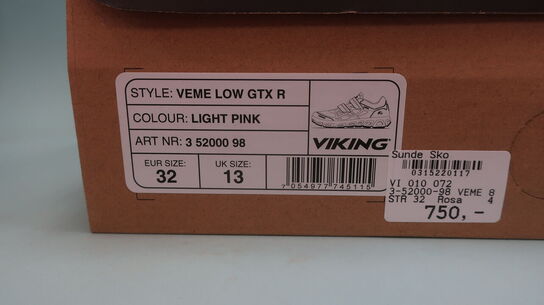 STYLE: VEME LOW GTX R
COLOUR: LIGHT PINK
ART NR: 3 52000 98
VIKING
EUR SIZE:
32
UK SIZE:
13
7 054977 745115
Sunde Sko
0315220117
VI 010 072
3-52000-98 VEME 8
STR 32 Rosa 4
750,-